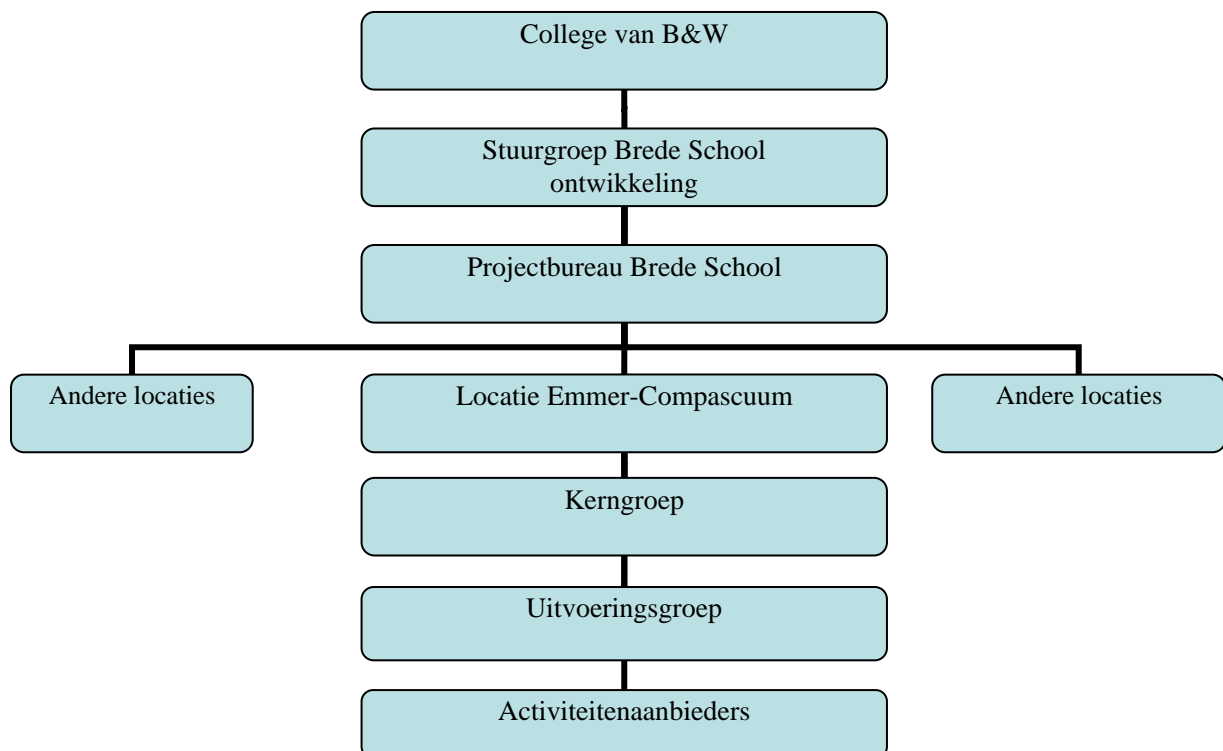 College van B&W
Stuurgroep Brede School
ontwikkeling
Projectbureau Brede School
Andere locaties
Locatie Emmer-Compascuum
Andere locaties
Kerngroep
Uitvoeringsgroep
Activiteitenaanbieders